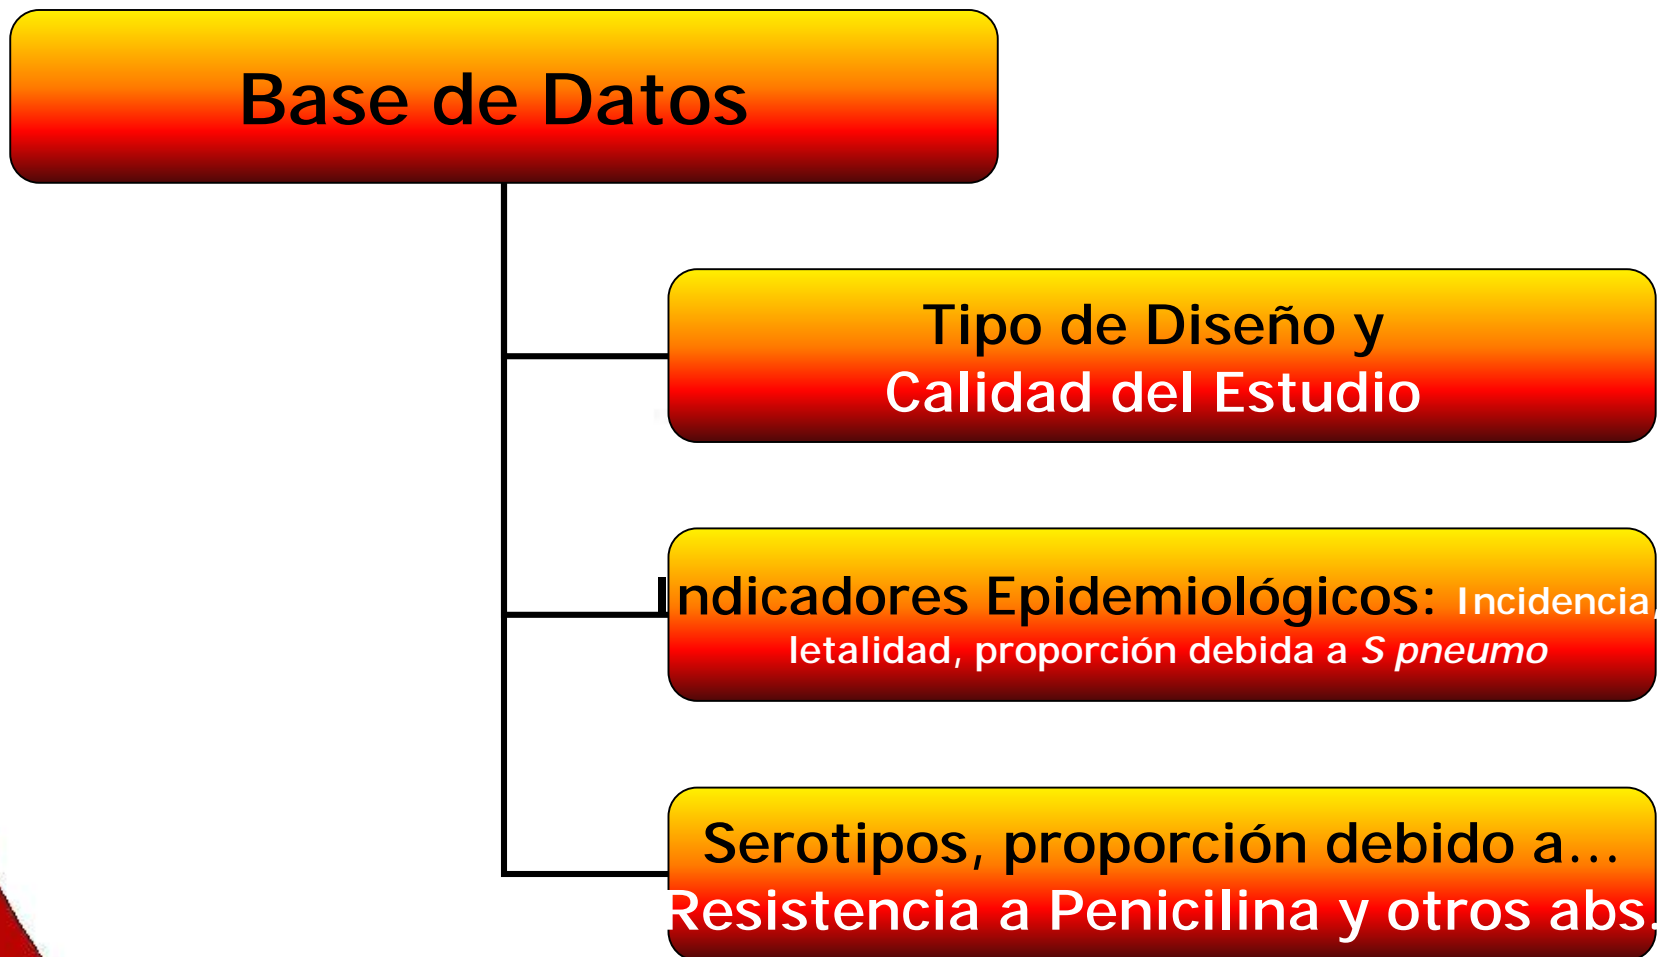 Base de Datos
Tipo de Diseño y
Calidad del Estudio
Indicadores Epidemiológicos: Incidencia,
letalidad, proporción debida a S pneumo
Serotipos, proporción debido a...
Resistencia a Penicilina y otros abs.